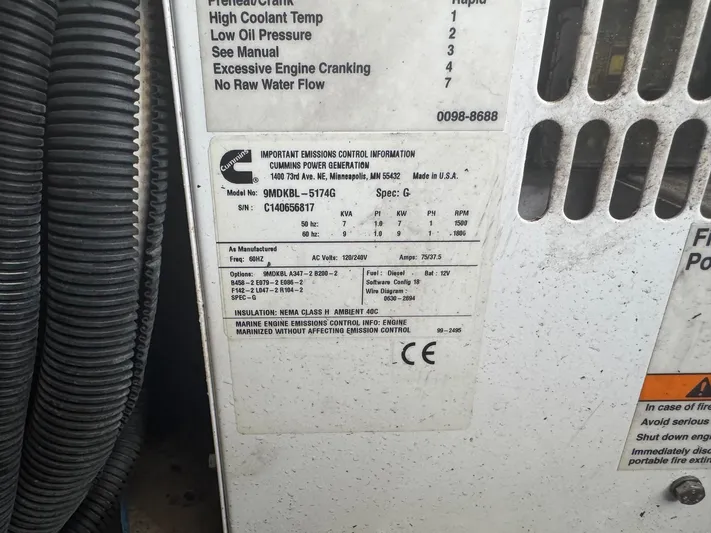 Preheat/Crank Rapid
High Coolant Temp 1
Low Oil Pressure 2
See Manual 3
Excessive Engine Cranking 4
No Raw Water Flow 7
0098-8688
Cummins
IMPORTANT EMISSIONS CONTROL INFORMATION
CUMMINS POWER GENERATION
1400 73rd Ave. NE, Minneapolis, MN 55432 Made in U.S.A.
Model No: 9MDKBL-5174G Spec: G
S/N: C140656817
KVA Pf KW PH RPM
50 hz: 7 1.0 7 1 1500
60 hz: 9 1.0 9 1 1800
As Manufactured
Freq: 60HZ AC Volts: 120/240V Amps: 75/37.5
Options: 9MDKBL A347-2 B200-2
B458-2 E079-2 E086-2
F142-2 L047-2 R104-2
SPEC-G
Fuel: Diesel Bat: 12V
Software Config 18
Wire Diagram:
0630-2694
INSULATION: NEMA CLASS H AMBIENT 40C
MARINE ENGINE EMISSIONS CONTROL INFO: ENGINE
MARINIZED WITHOUT AFFECTING EMISSION CONTROL 99-2495
CE
In case of fire
Avoid serious
Shut down engi
Immediately disc
portable fire extin